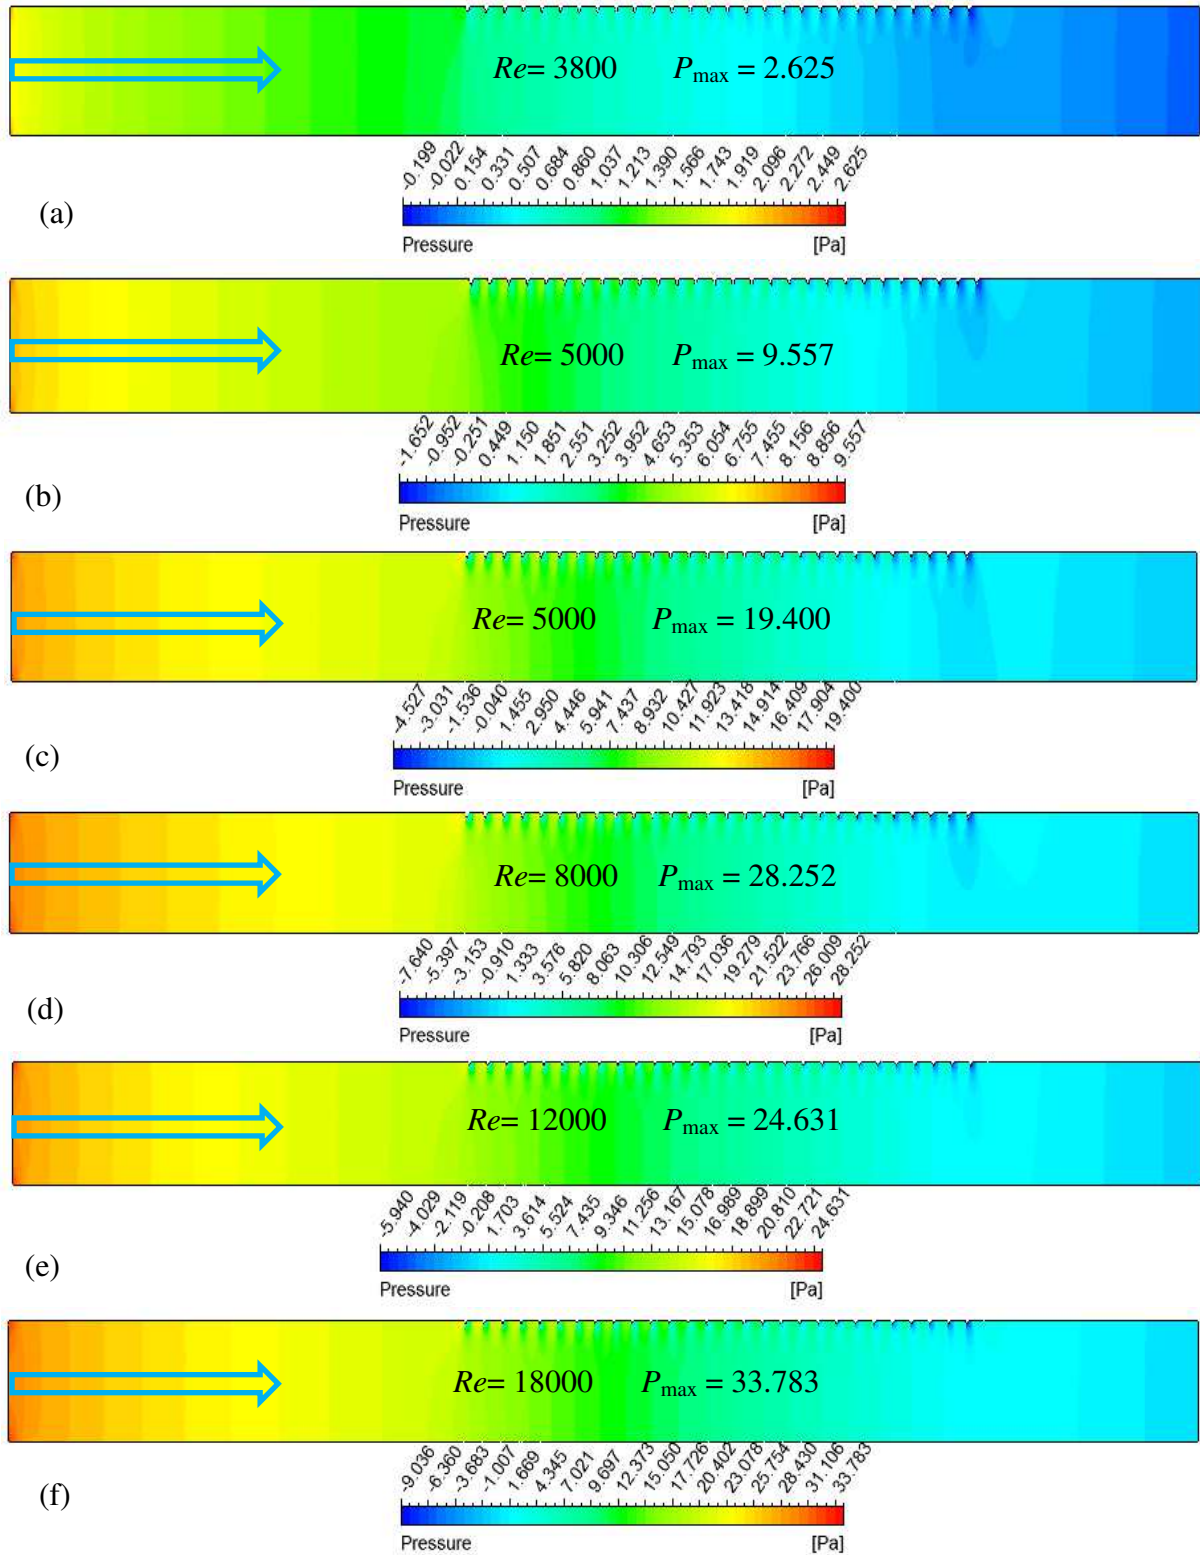 Re= 3800 Pmax = 2.625
-0.199 -0.022 0.154 0.331 0.507 0.684 0.860 1.037 1.213 1.390 1.566 1.743 1.919 2.096 2.272 2.449 2.625
(a)
Pressure [Pa]
Re= 5000 Pmax = 9.557
-1.652 -0.952 -0.251 0.449 1.150 1.851 2.551 3.252 3.952 4.653 5.353 6.054 6.755 7.455 8.156 8.856 9.557
(b)
Pressure [Pa]
Re= 5000 Pmax = 19.400
-4.527 -3.031 -1.536 -0.040 1.455 2.950 4.446 5.941 7.437 8.932 10.427 11.923 13.418 14.914 16.409 17.904 19.400
(c)
Pressure [Pa]
Re= 8000 Pmax = 28.252
-7.640 -5.397 -3.153 -0.910 1.333 3.576 5.820 8.063 10.306 12.549 14.793 17.036 19.279 21.522 23.766 26.009 28.252
(d)
Pressure [Pa]
Re= 12000 Pmax = 24.631
-5.940 -4.029 -2.119 -0.208 1.703 3.614 5.524 7.435 9.346 11.256 13.167 15.078 16.989 18.899 20.810 22.721 24.631
(e)
Pressure [Pa]
Re= 18000 Pmax = 33.783
-9.036 -6.360 -3.683 -1.007 1.669 4.345 7.021 9.697 12.373 15.050 17.726 20.402 23.078 25.754 28.430 31.106 33.783
(f)
Pressure [Pa]